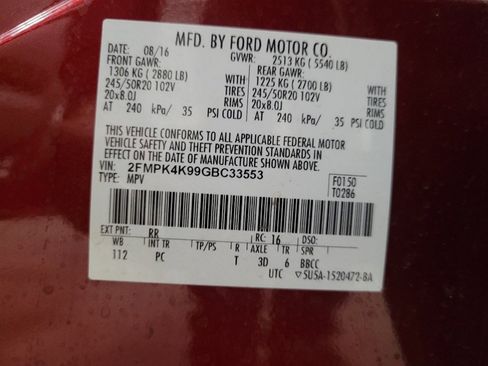 MFD. BY FORD MOTOR CO.
DATE: 08/16 GVWR: 2513 KG ( 5540 LB)
FRONT GAWR: REAR GAWR:
1306 KG ( 2880 LB) 1225 KG ( 2700 LB)
245/50R20 102V TIRES 245/50R20 102V TIRES
20x8.0J RIMS 20x8.0J RIMS
AT 240 kPa/ 35 PSI COLD AT 240 kPa/ 35 PSI COLD
THIS VEHICLE CONFORMS TO ALL APPLICABLE FEDERAL MOTOR
VEHICLE SAFETY AND THEFT PREVENTION STANDARDS IN
EFFECT ON THE DATE OF MANUFACTURE SHOWN ABOVE.
VIN: 2FMPK4K99GBC33553 F0150
TYPE: MPV T0286
EXT PNT: RR RC: 16 DSO:
WB INT TR TP/PS R AXLE TR SPR
112 PC T 3D 6 BBCC
UTC ▽5U5A-1520472-BA